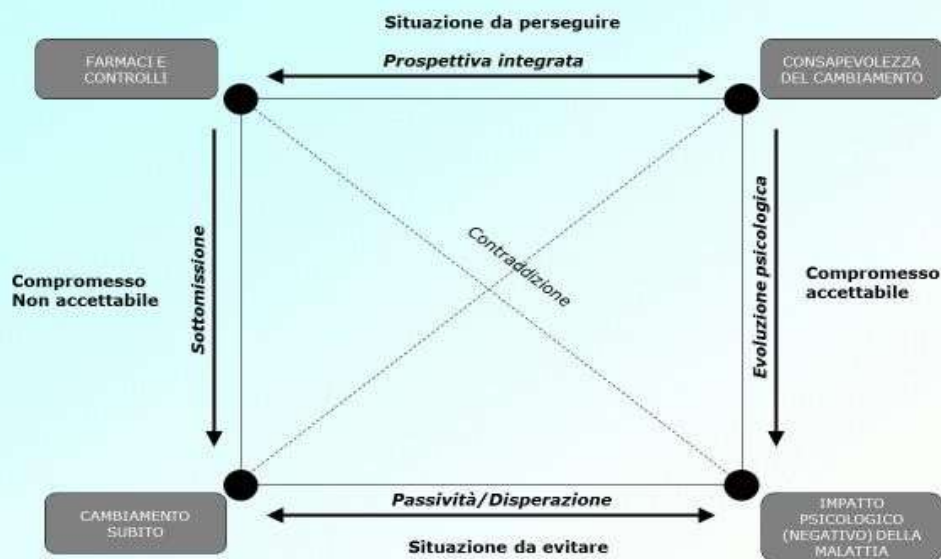 Situazione da perseguire
FARMACI E
CONTROLLI
Prospettiva integrata
CONSAPEVOLEZZA
DEL CAMBIAMENTO
Contraddizione
Sottomissione
Evoluzione psicologica
Compromesso
Non accettabile
Compromesso
accettabile
CAMBIAMENTO
SUBITO
Passività/Disperazione
IMPATTO
PSICOLOGICO
(NEGATIVO) DELLA
MALATTIA
Situazione da evitare